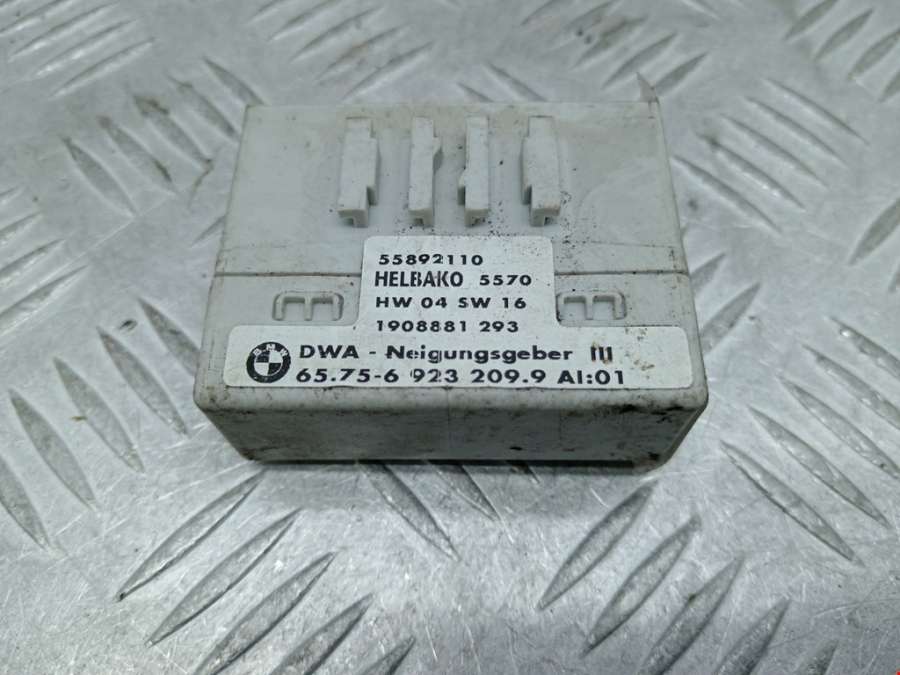 55892110
HELBAKO 5570
HW 04 SW 16
1908881 293
BMW
DWA - Neigungsgeber III
65.75-6 923 209.9 AI:01